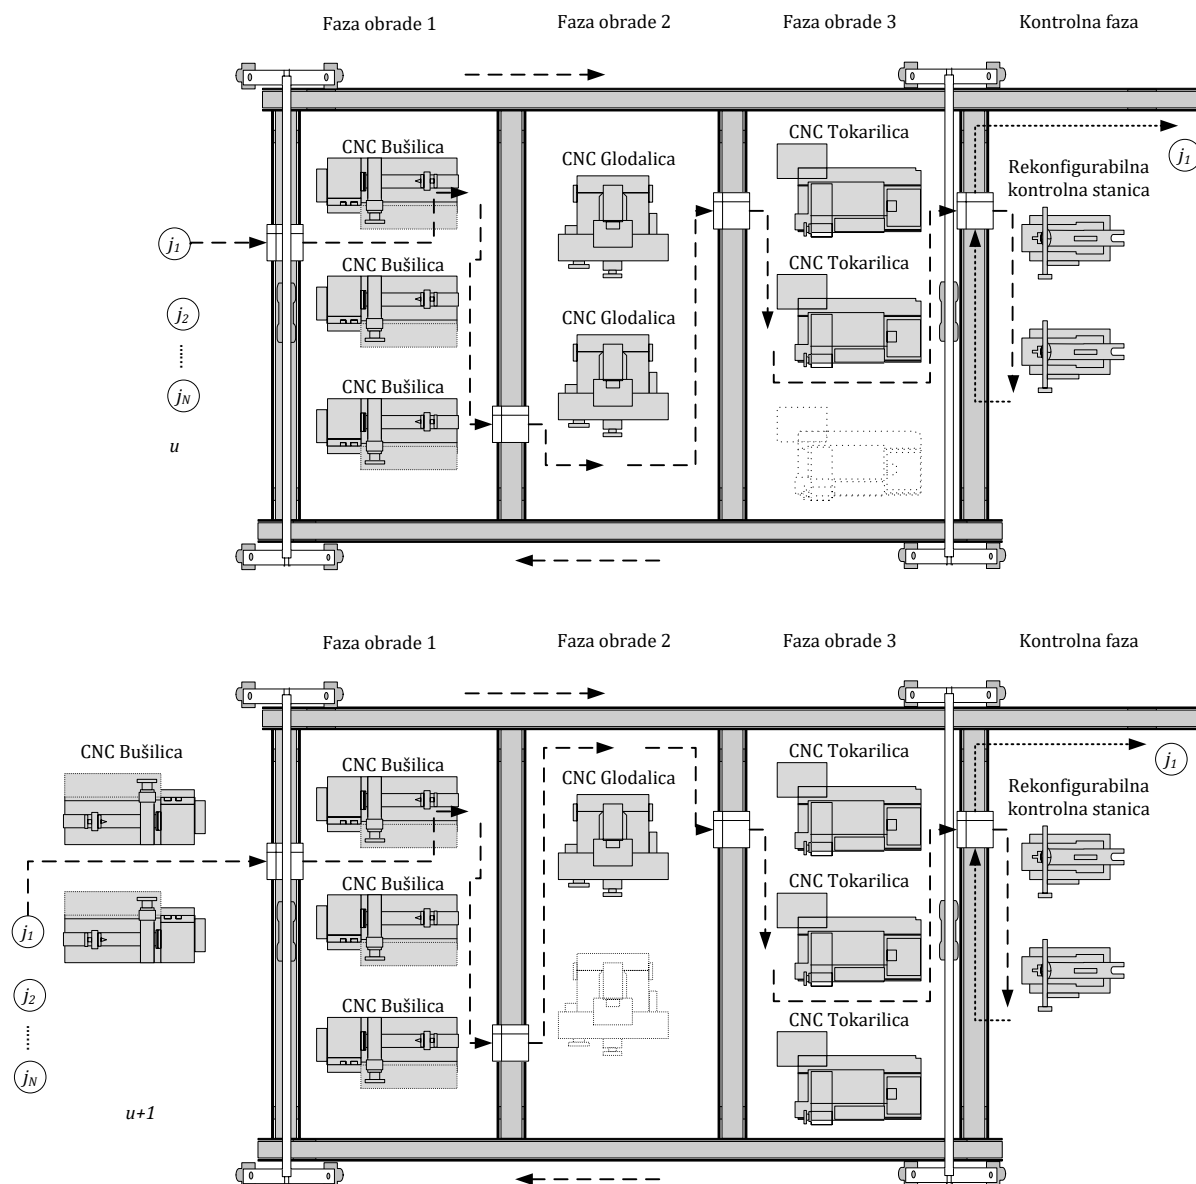 Faza obrade 1
Faza obrade 2
Faza obrade 3
Kontrolna faza
CNC Bušilica
CNC Glodalica
CNC Tokarilica
j1
Rekonfigurabilna
kontrolna stanica
j1
CNC Bušilica
CNC Tokarilica
j2
CNC Glodalica
jN
CNC Bušilica
u
Faza obrade 1
Faza obrade 2
Faza obrade 3
Kontrolna faza
CNC Bušilica
CNC Bušilica
CNC Glodalica
CNC Tokarilica
j1
Rekonfigurabilna
kontrolna stanica
CNC Bušilica
CNC Tokarilica
j1
j2
CNC Bušilica
CNC Tokarilica
jN
u+1